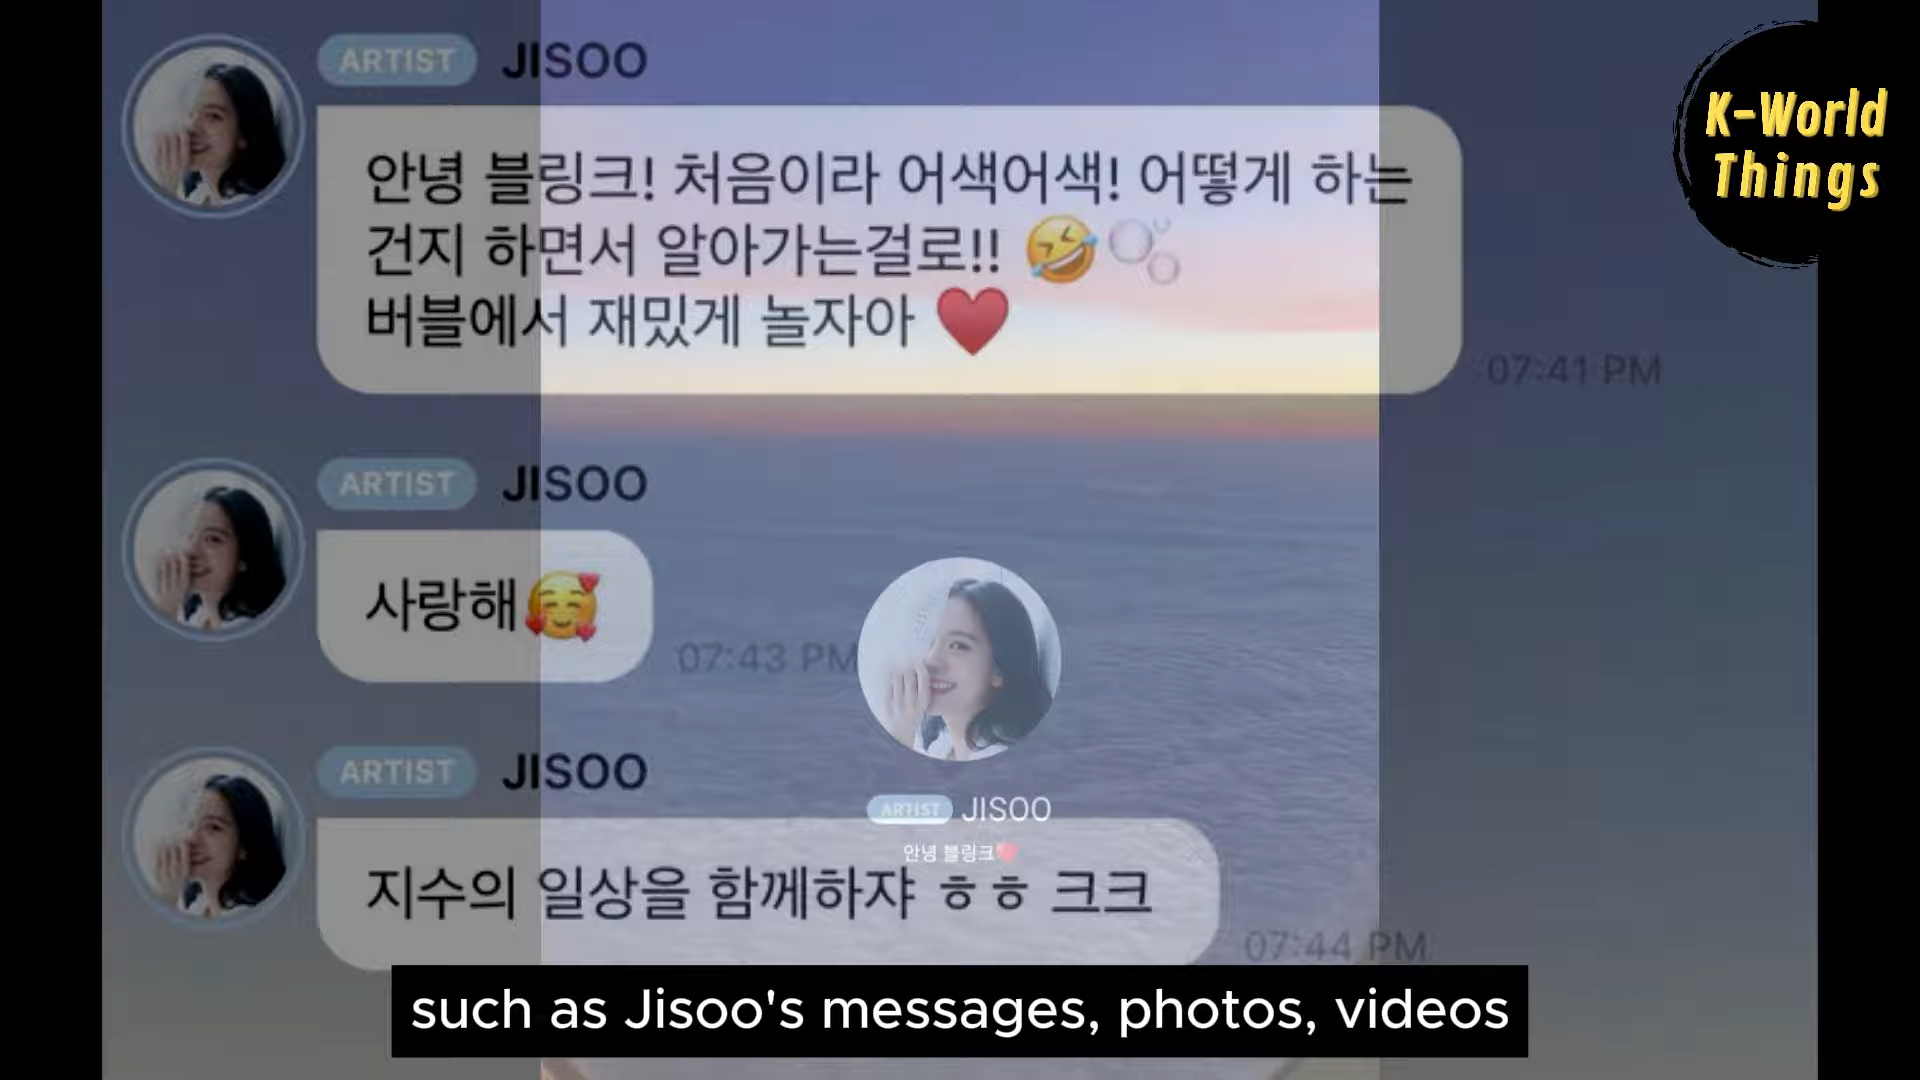 ARTIST JISOO
안녕 블링크! 처음이라 어색어색! 어떻게 하는
건지 하면서 알아가는걸로!! 🤣🫧
버블에서 재밌게 놀자아 ♥️
07:41 PM
ARTIST JISOO
사랑해🥰
07:43 PM
ARTIST JISOO
지수의 일상을 함께하쟈 ㅎㅎ 크크
07:44 PM
ARTIST JISOO
안녕 블링크❤️
K-World
Things
such as Jisoo's messages, photos, videos